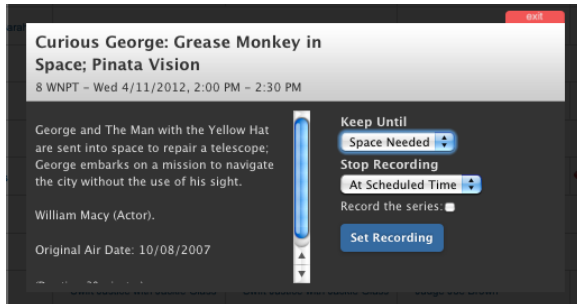 exit
Curious George: Grease Monkey in
Space; Pinata Vision
8 WNPT – Wed 4/11/2012, 2:00 PM – 2:30 PM
George and The Man with the Yellow Hat
are sent into space to repair a telescope;
George embarks on a mission to navigate
the city without the use of his sight.
William Macy (Actor).
Original Air Date: 10/08/2007
Keep Until
Space Needed
Stop Recording
At Scheduled Time
Record the series:
Set Recording